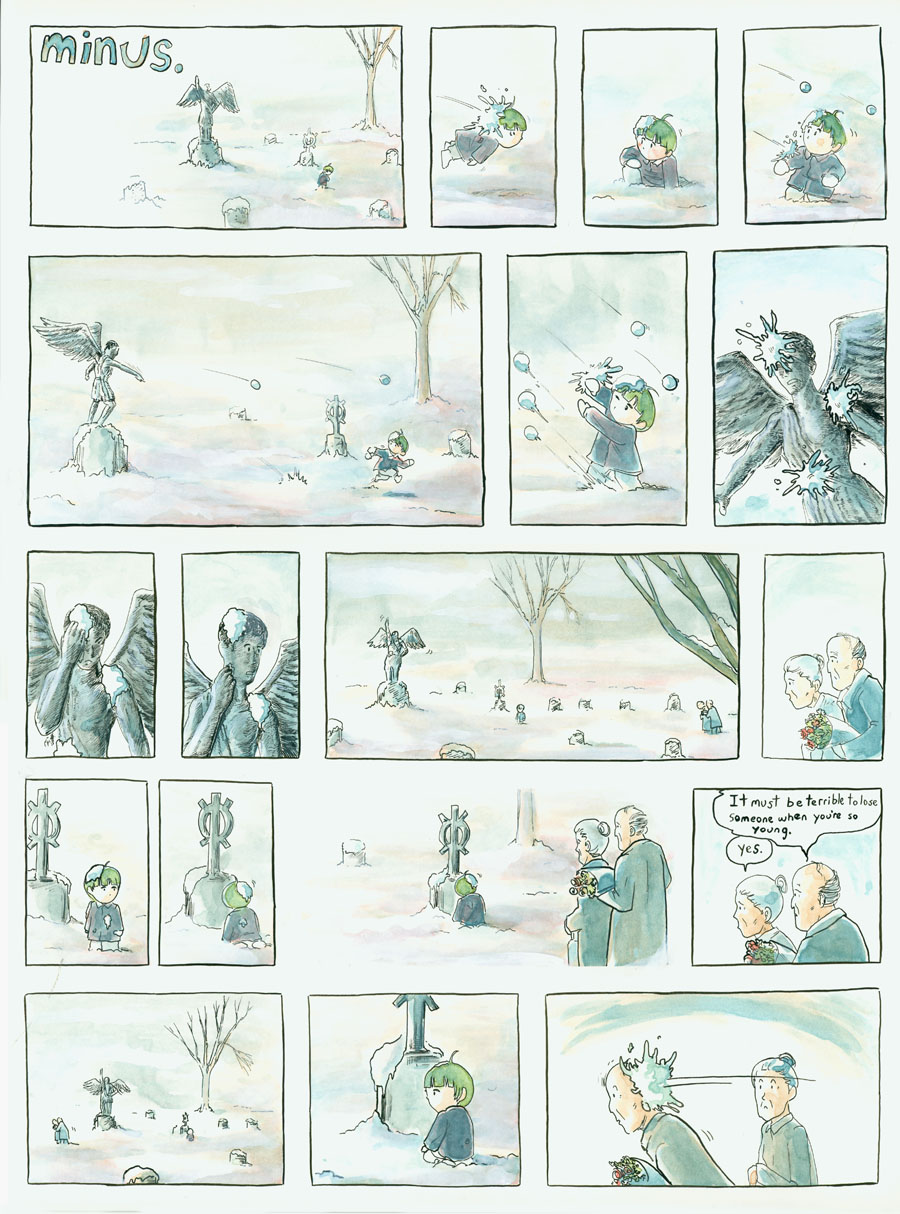 minus.
It must be terrible to lose
someone when you're so
young.
yes.